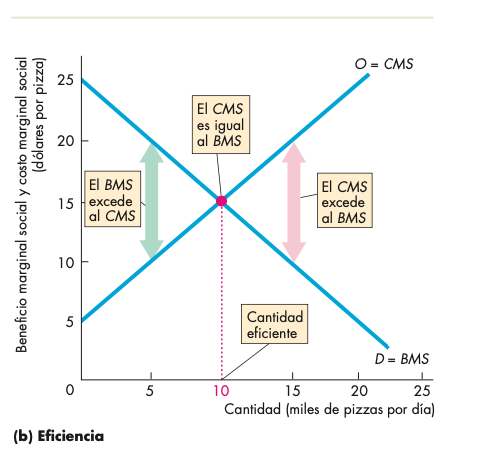 Beneficio marginal social y costo marginal social
(dólares por pizza)
25
20
15
10
5
0
O = CMS
El CMS
es igual
al BMS
El BMS
excede
al CMS
El CMS
excede
al BMS
Cantidad
eficiente
D = BMS
5
10
15
20
25
Cantidad (miles de pizzas por día)
(b) Eficiencia